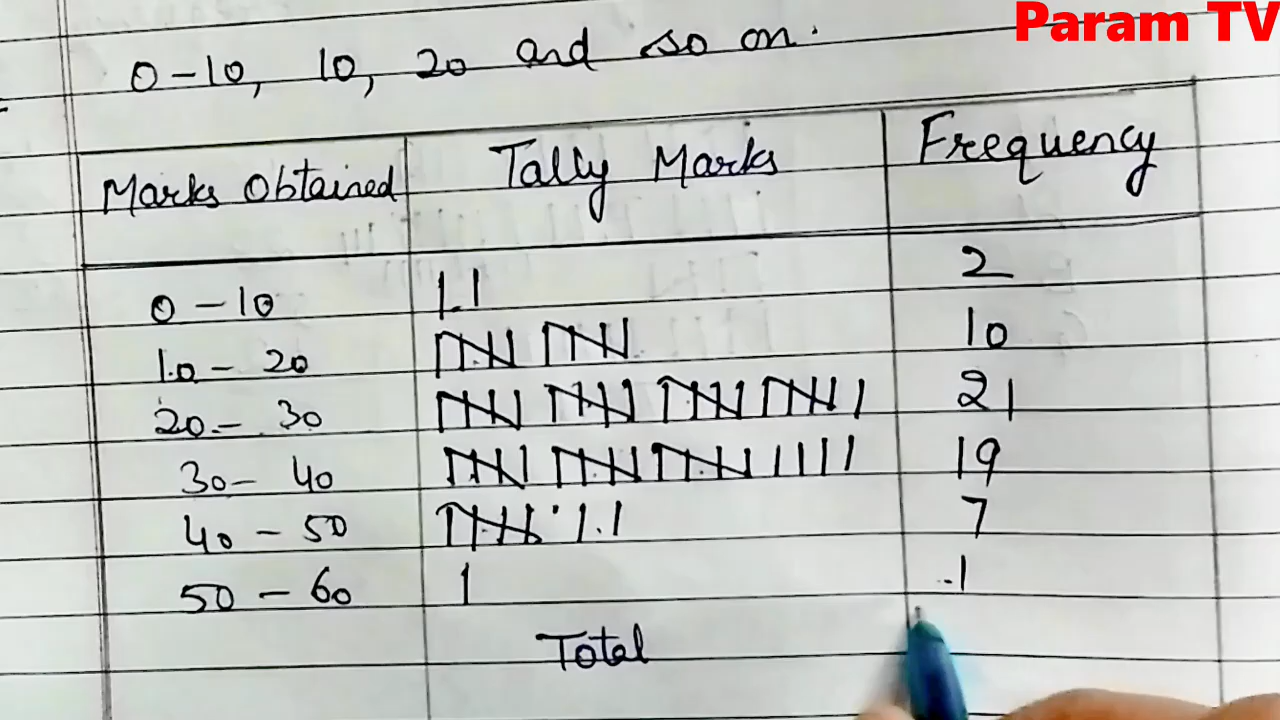 Param TV
0-10, 10, 20 and so on.
Marks Obtained Tally Marks Frequency
0-10 || 2
10-20 |||| |||| 10
20-30 |||| |||| |||| |||| | 21
30-40 |||| |||| |||| |||| 19
40-50 |||| || 7
50-60 | 1
Total